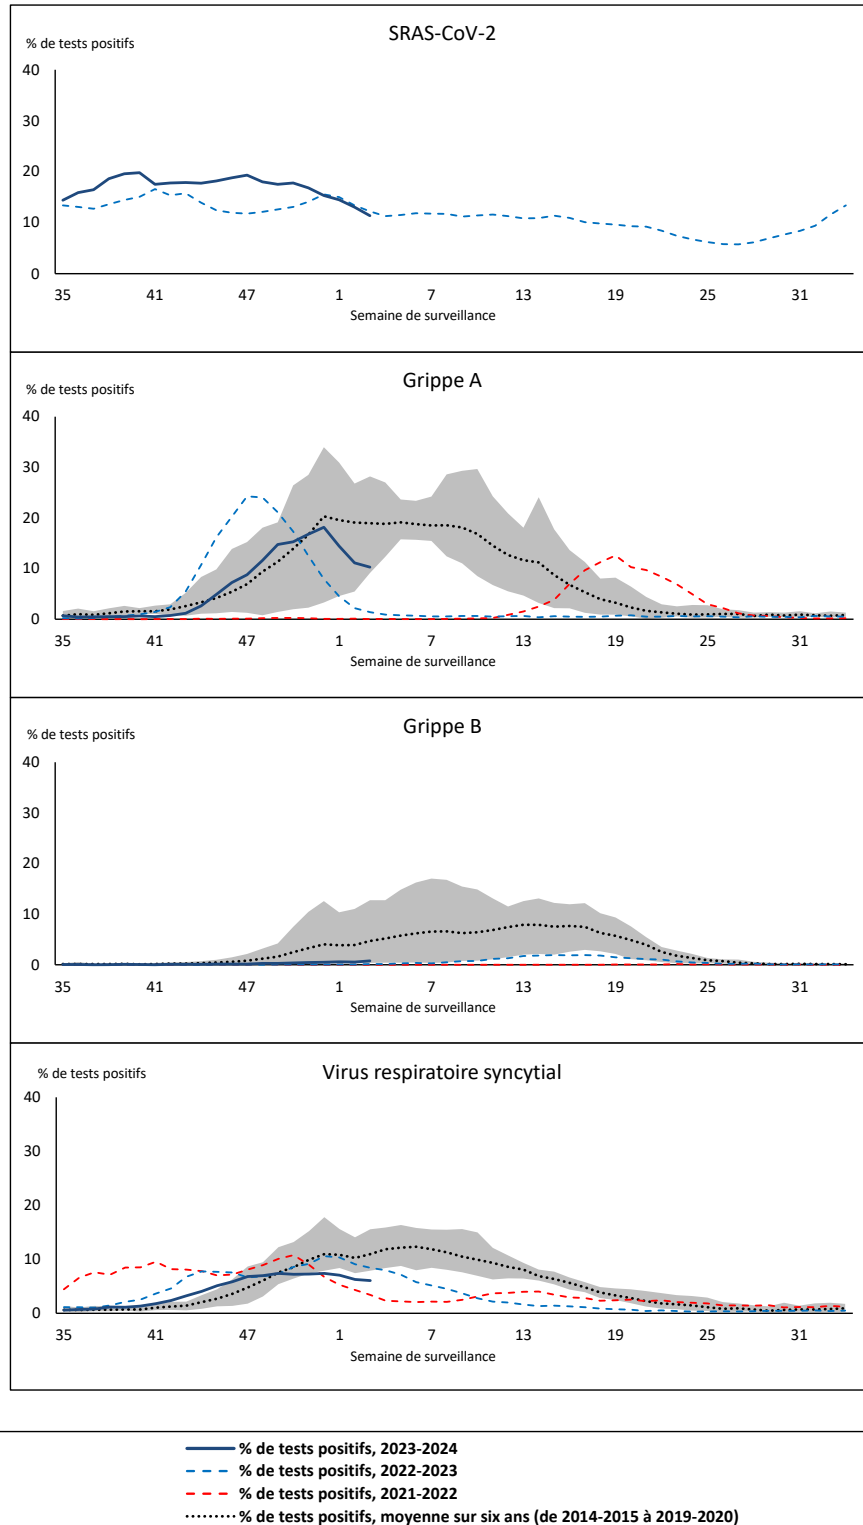 SRAS-CoV-2
% de tests positifs
40
30
20
10
0
35 41 47 1 7 13 19 25 31
Semaine de surveillance
Grippe A
% de tests positifs
40
30
20
10
0
35 41 47 1 7 13 19 25 31
Semaine de surveillance
Grippe B
% de tests positifs
40
30
20
10
0
35 41 47 1 7 13 19 25 31
Semaine de surveillance
Virus respiratoire syncytial
% de tests positifs
40
30
20
10
0
35 41 47 1 7 13 19 25 31
Semaine de surveillance
% de tests positifs, 2023-2024
% de tests positifs, 2022-2023
% de tests positifs, 2021-2022
% de tests positifs, moyenne sur six ans (de 2014-2015 à 2019-2020)